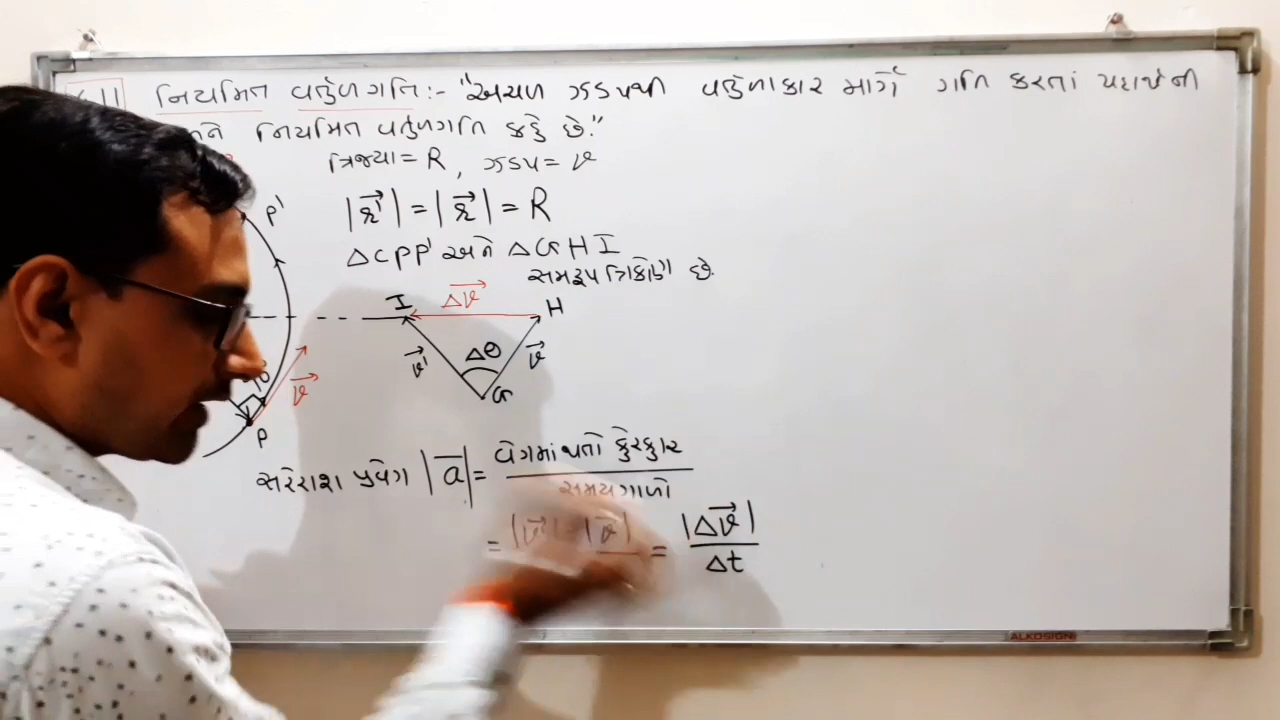 .11 નિયમિત વર્તુળગતિ :- "અચળ ઝડપથી વર્તુળાકાર માર્ગે ગતિ કરતાં પદાર્થની
ને નિયમિત વર્તુળગતિ કહે છે."
ત્રિજ્યા = R, ઝડપ = v
|r⃗'| = |r⃗| = R
P'
△CPP' અને △GHI
સમરૂપ ત્રિકોણો છે.
I Δv⃗ H
v⃗' Δθ v⃗
G
v⃗
P
સરેરાશ પ્રવેગ |a̅| = વેગમાં થતો ફેરફાર
સમયગાળો
= = |Δv⃗|
Δt
ALKOSIGN